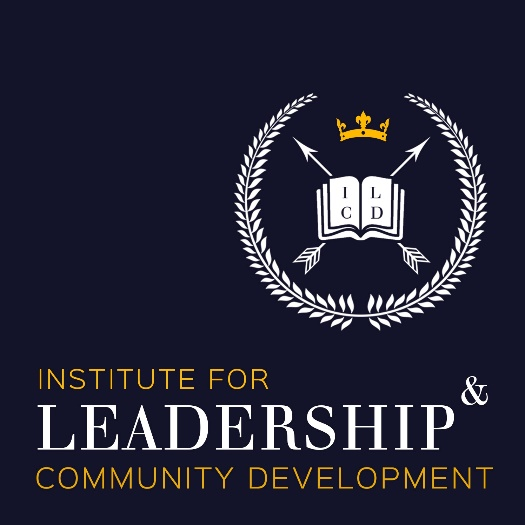 I L
C D
INSTITUTE FOR
LEADERSHIP &
COMMUNITY DEVELOPMENT